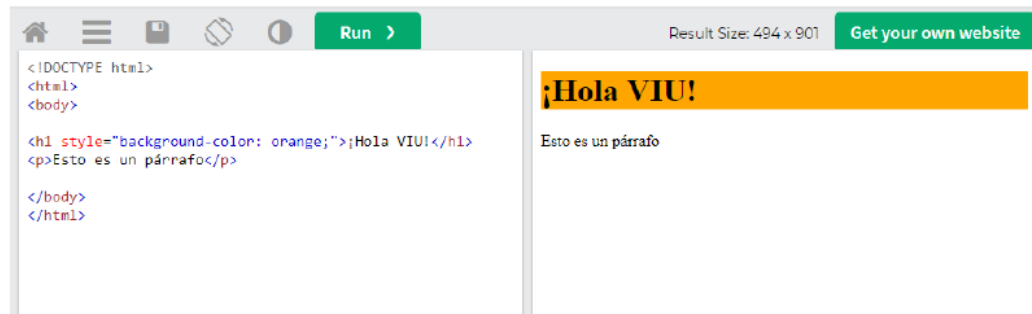 Run ❯
Result Size: 494 x 901
Get your own website
<!DOCTYPE html>
<html>
<body>
<h1 style="background-color: orange;">¡Hola VIU!</h1>
<p>Esto es un párrafo</p>
</body>
</html>
¡Hola VIU!
Esto es un párrafo